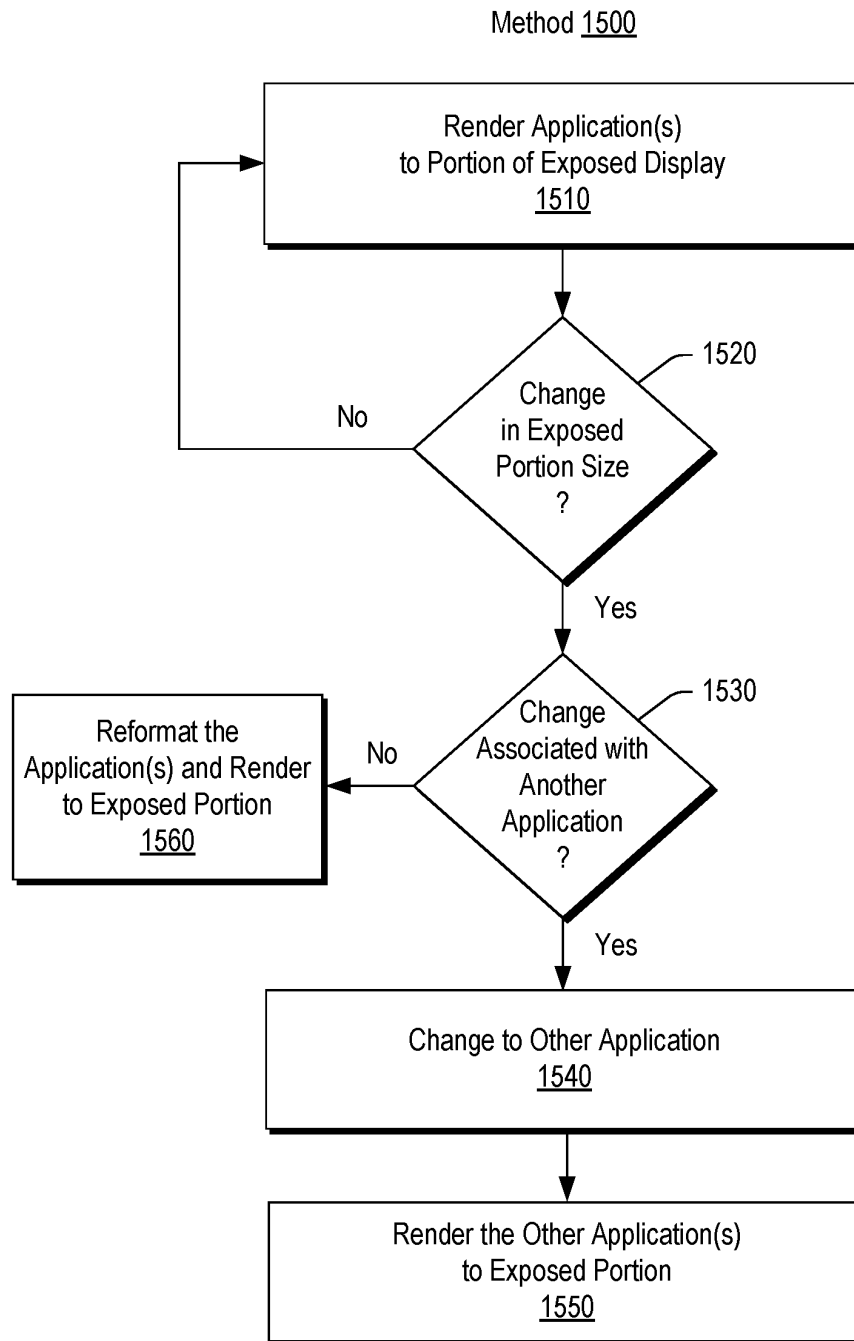 Method 1500
Render Application(s)
to Portion of Exposed Display
1510
1520
Change
in Exposed
Portion Size
?
No
Yes
1530
Change
Associated with
Another
Application
?
No
Reformat the
Application(s) and Render
to Exposed Portion
1560
Yes
Change to Other Application
1540
Render the Other Application(s)
to Exposed Portion
1550